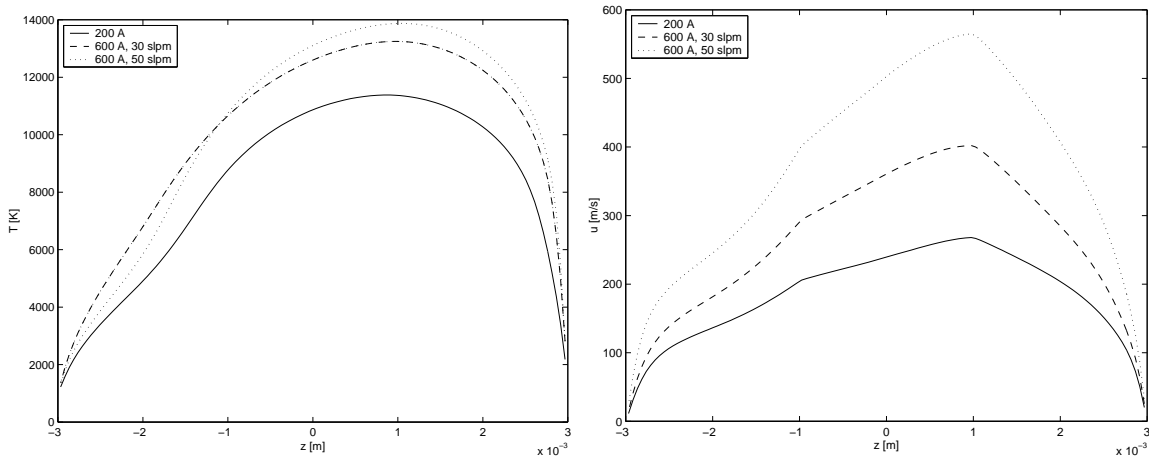 14000
12000
10000
8000
6000
4000
2000
0
T [K]
200 A
600 A, 30 slpm
600 A, 50 slpm
−3 −2 −1 0 1 2 3
z [m]
x 10−3
600
500
400
300
200
100
0
u [m/s]
200 A
600 A, 30 slpm
600 A, 50 slpm
−3 −2 −1 0 1 2 3
z [m]
x 10−3